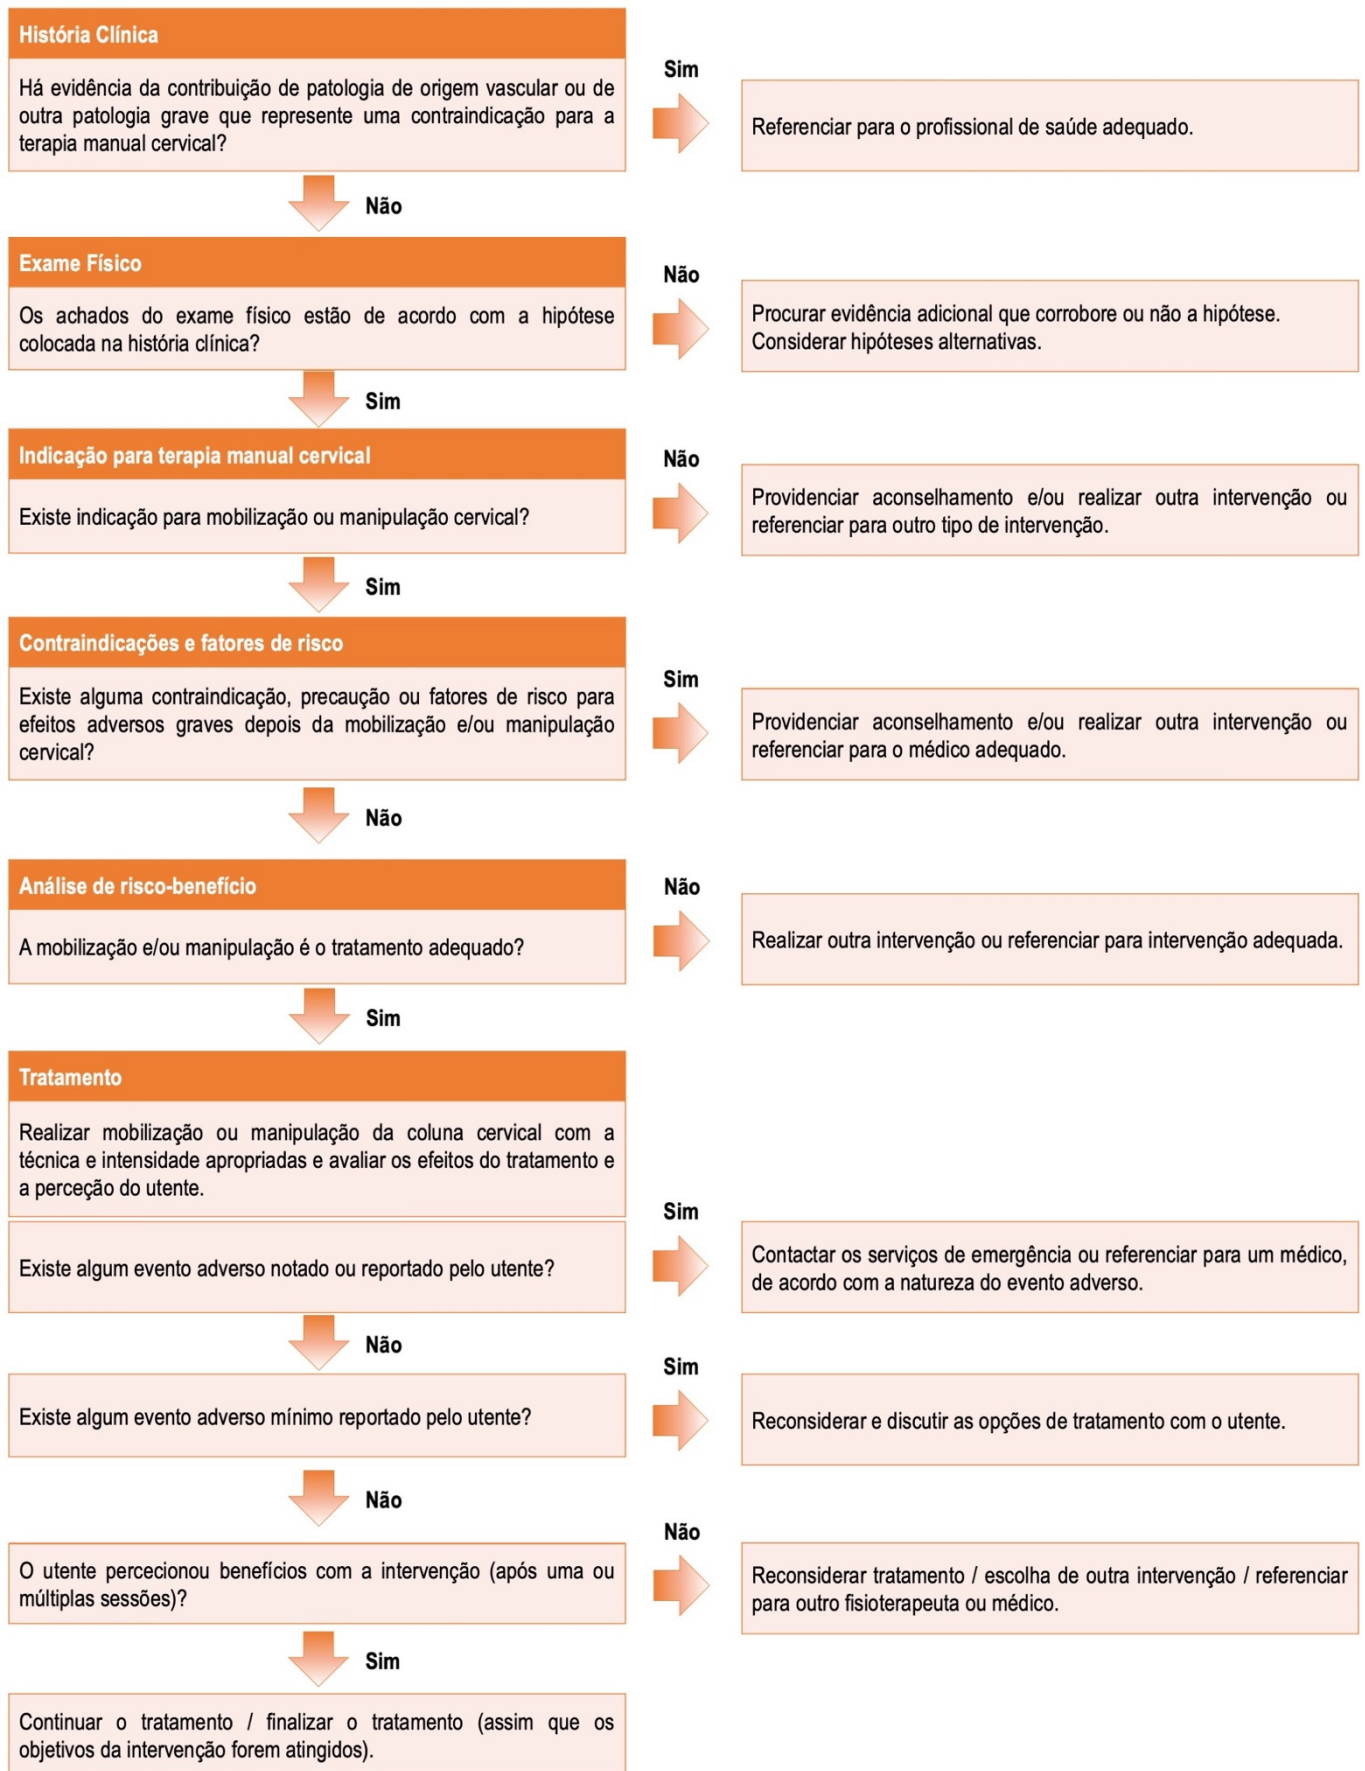 História Clínica
Há evidência da contribuição de patologia de origem vascular ou de
outra patologia grave que represente uma contraindicação para a
terapia manual cervical?
Sim
Referenciar para o profissional de saúde adequado.
Não
Exame Físico
Os achados do exame físico estão de acordo com a hipótese
colocada na história clínica?
Não
Procurar evidência adicional que corrobore ou não a hipótese.
Considerar hipóteses alternativas.
Sim
Indicação para terapia manual cervical
Existe indicação para mobilização ou manipulação cervical?
Não
Providenciar aconselhamento e/ou realizar outra intervenção ou
referenciar para outro tipo de intervenção.
Sim
Contraindicações e fatores de risco
Existe alguma contraindicação, precaução ou fatores de risco para
efeitos adversos graves depois da mobilização e/ou manipulação
cervical?
Sim
Providenciar aconselhamento e/ou realizar outra intervenção ou
referenciar para o médico adequado.
Não
Análise de risco-benefício
A mobilização e/ou manipulação é o tratamento adequado?
Não
Realizar outra intervenção ou referenciar para intervenção adequada.
Sim
Tratamento
Realizar mobilização ou manipulação da coluna cervical com a
técnica e intensidade apropriadas e avaliar os efeitos do tratamento e
a perceção do utente.
Existe algum evento adverso notado ou reportado pelo utente?
Sim
Contactar os serviços de emergência ou referenciar para um médico,
de acordo com a natureza do evento adverso.
Não
Existe algum evento adverso mínimo reportado pelo utente?
Sim
Reconsiderar e discutir as opções de tratamento com o utente.
Não
O utente percecionou benefícios com a intervenção (após uma ou
múltiplas sessões)?
Não
Reconsiderar tratamento / escolha de outra intervenção / referenciar
para outro fisioterapeuta ou médico.
Sim
Continuar o tratamento / finalizar o tratamento (assim que os
objetivos da intervenção forem atingidos).